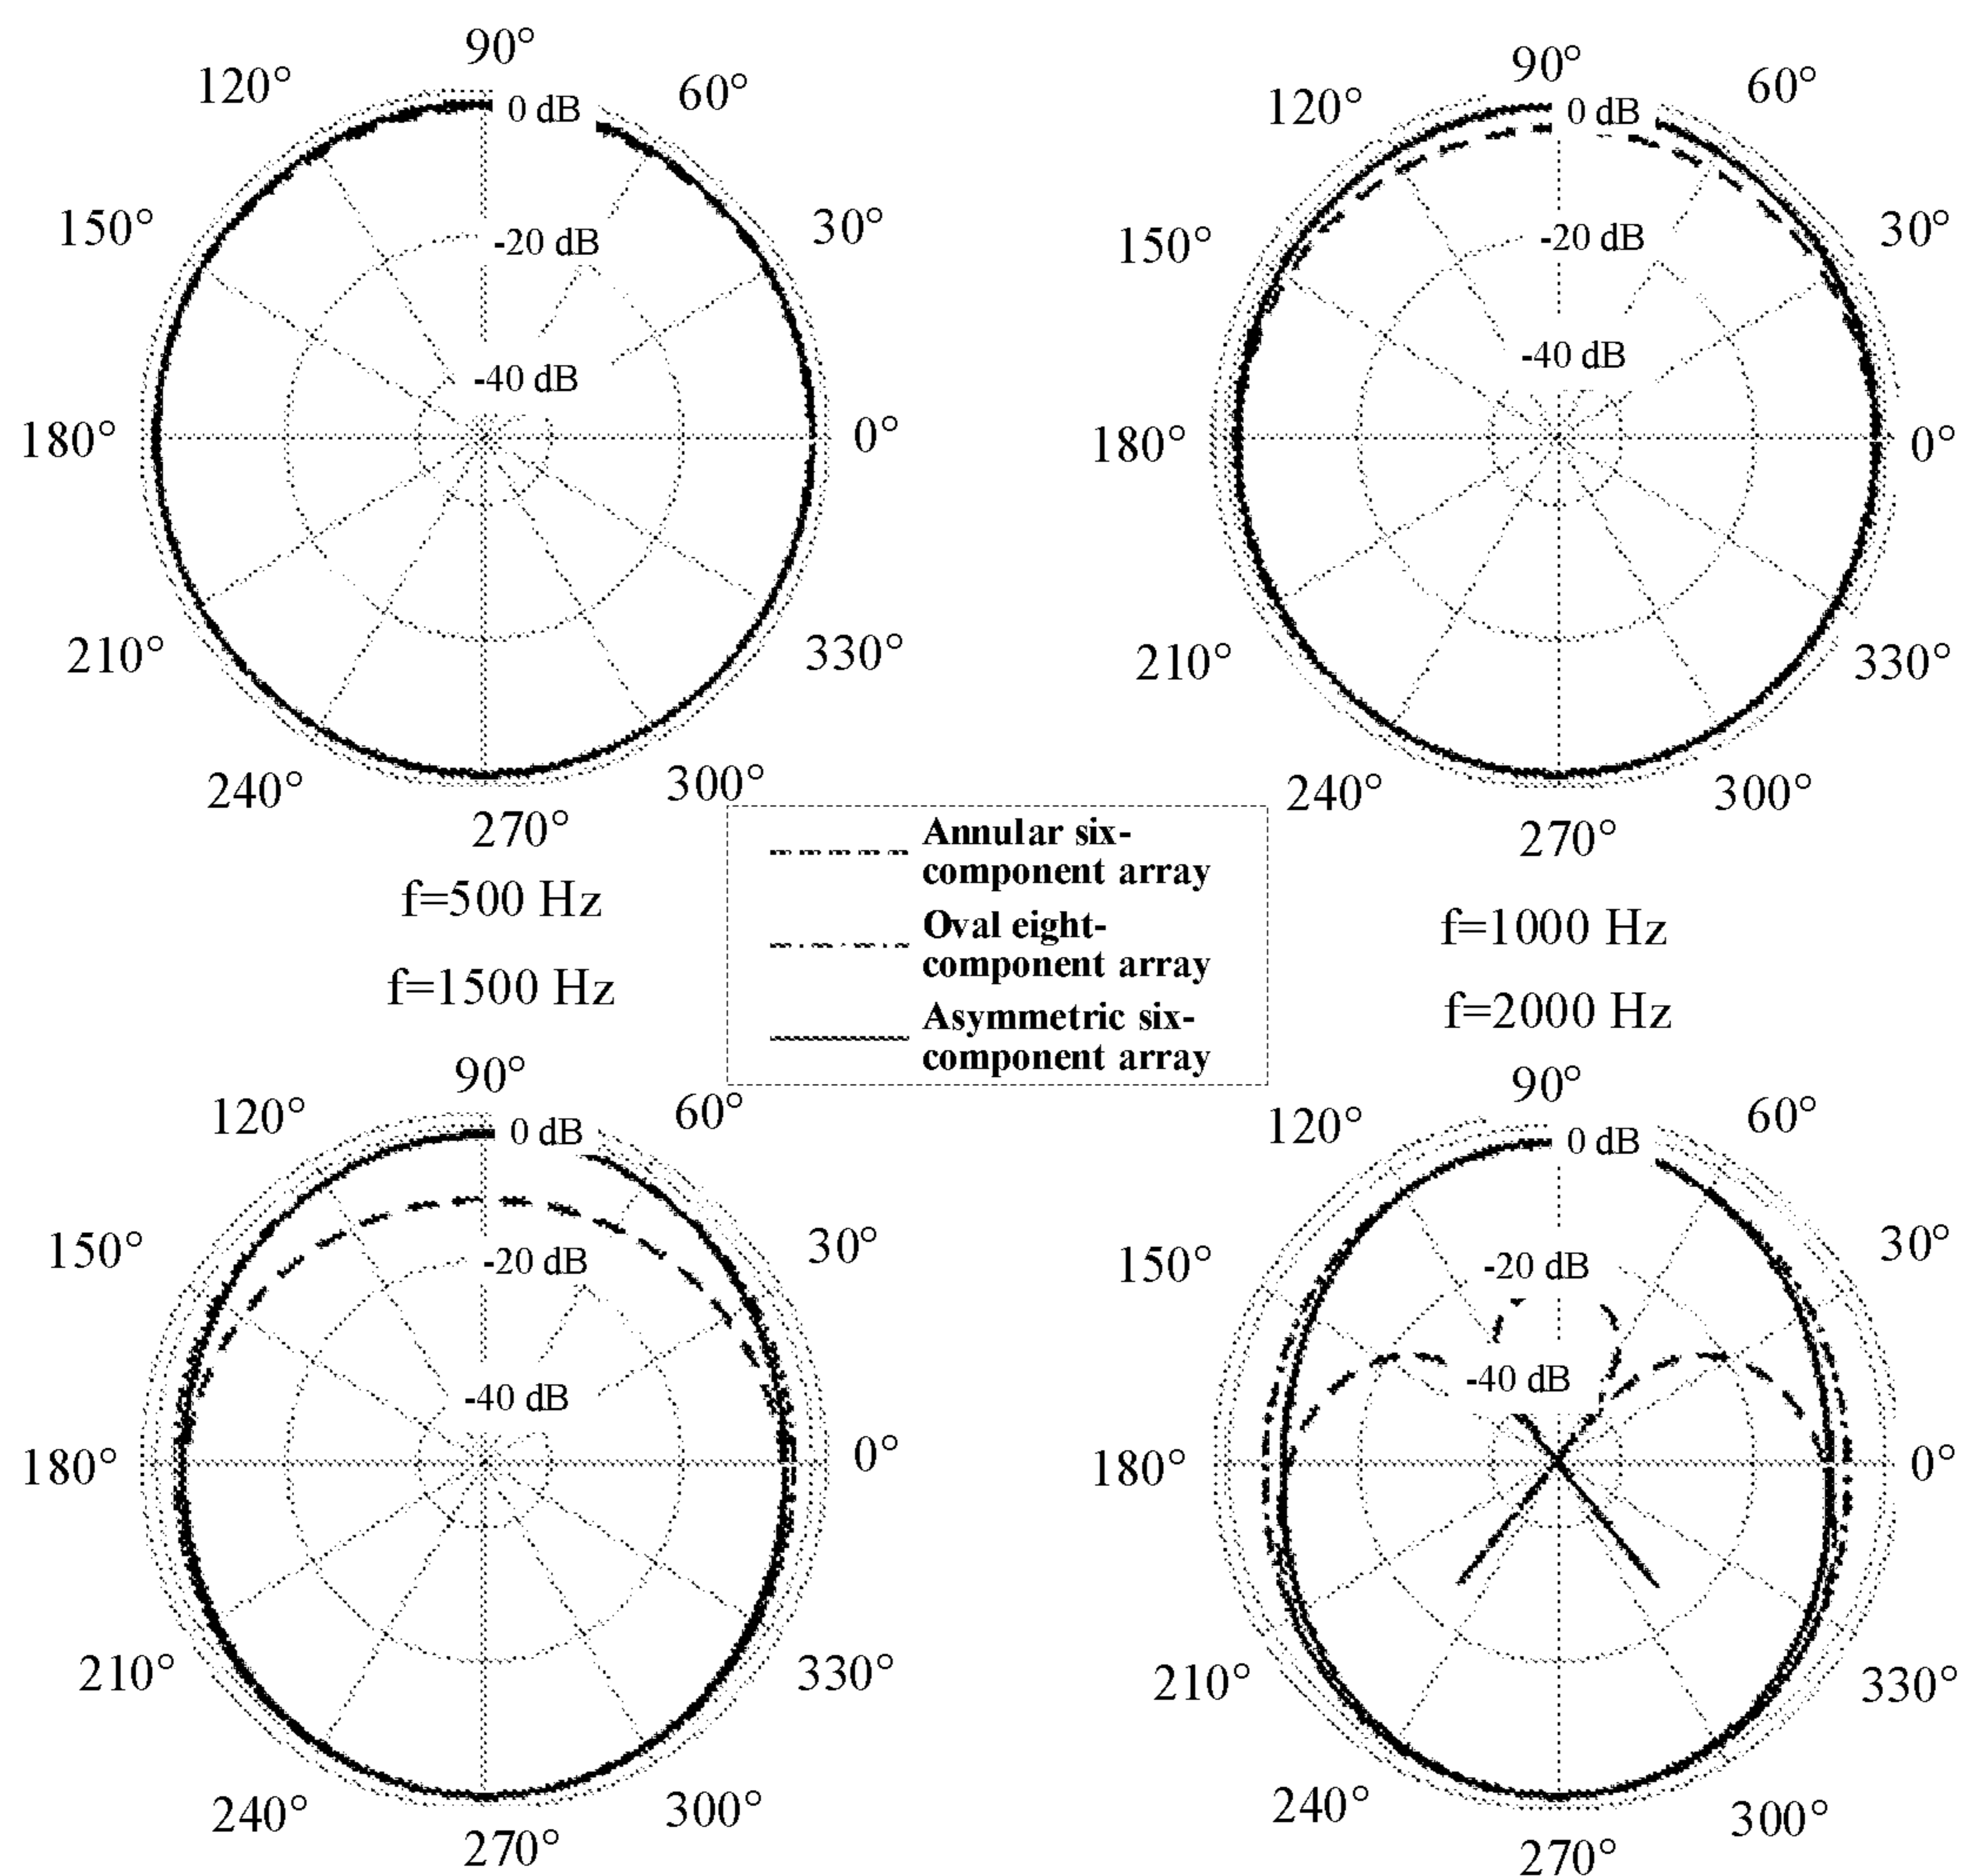 90°
120°
60°
0 dB
150°
30°
-20 dB
-40 dB
180°
0°
210°
330°
240°
300°
270°
f=500 Hz
90°
120°
60°
0 dB
150°
30°
-20 dB
-40 dB
180°
0°
210°
330°
240°
300°
270°
f=1000 Hz
Annular six-
component array
Oval eight-
component array
Asymmetric six-
component array
f=1500 Hz
90°
120°
60°
0 dB
150°
30°
-20 dB
-40 dB
180°
0°
210°
330°
240°
300°
270°
f=2000 Hz
90°
120°
60°
0 dB
150°
30°
-20 dB
-40 dB
180°
0°
210°
330°
240°
300°
270°